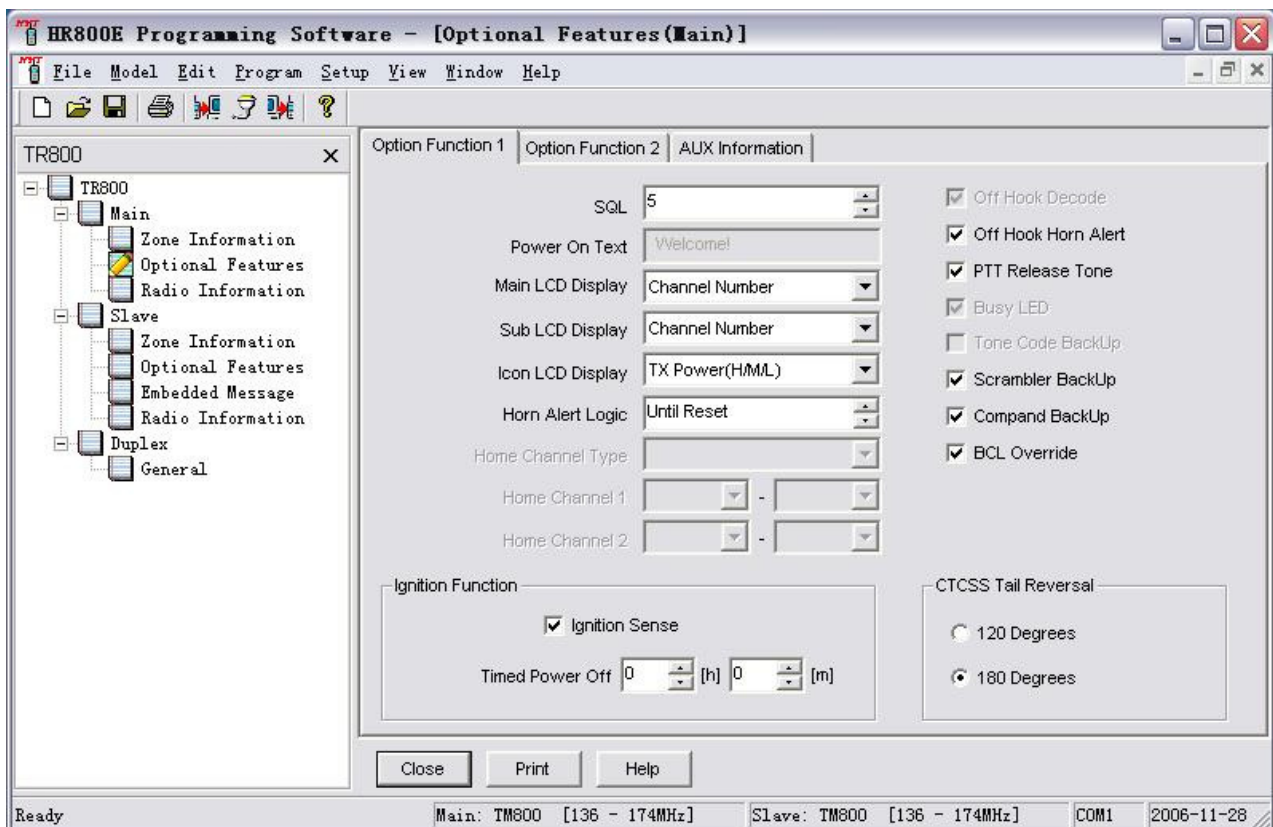 HR800E Programming Software - [Optional Features(Main)]
File Model Edit Program Setup View Window Help
TR800
TR800
Main
Zone Information
Optional Features
Radio Information
Slave
Zone Information
Optional Features
Embedded Message
Radio Information
Duplex
General
Option Function 1 Option Function 2 AUX Information
SQL 5
Power On Text Welcome!
Main LCD Display Channel Number
Sub LCD Display Channel Number
Icon LCD Display TX Power(H/M/L)
Horn Alert Logic Until Reset
Home Channel Type
Home Channel 1 -
Home Channel 2 -
Off Hook Decode
Off Hook Horn Alert
PTT Release Tone
Busy LED
Tone Code BackUp
Scrambler BackUp
Compand BackUp
BCL Override
Ignition Function
Ignition Sense
Timed Power Off 0 [h] 0 [m]
CTCSS Tail Reversal
120 Degrees
180 Degrees
Close Print Help
Ready Main: TM800 [136 - 174MHz] Slave: TM800 [136 - 174MHz] COM1 2006-11-28